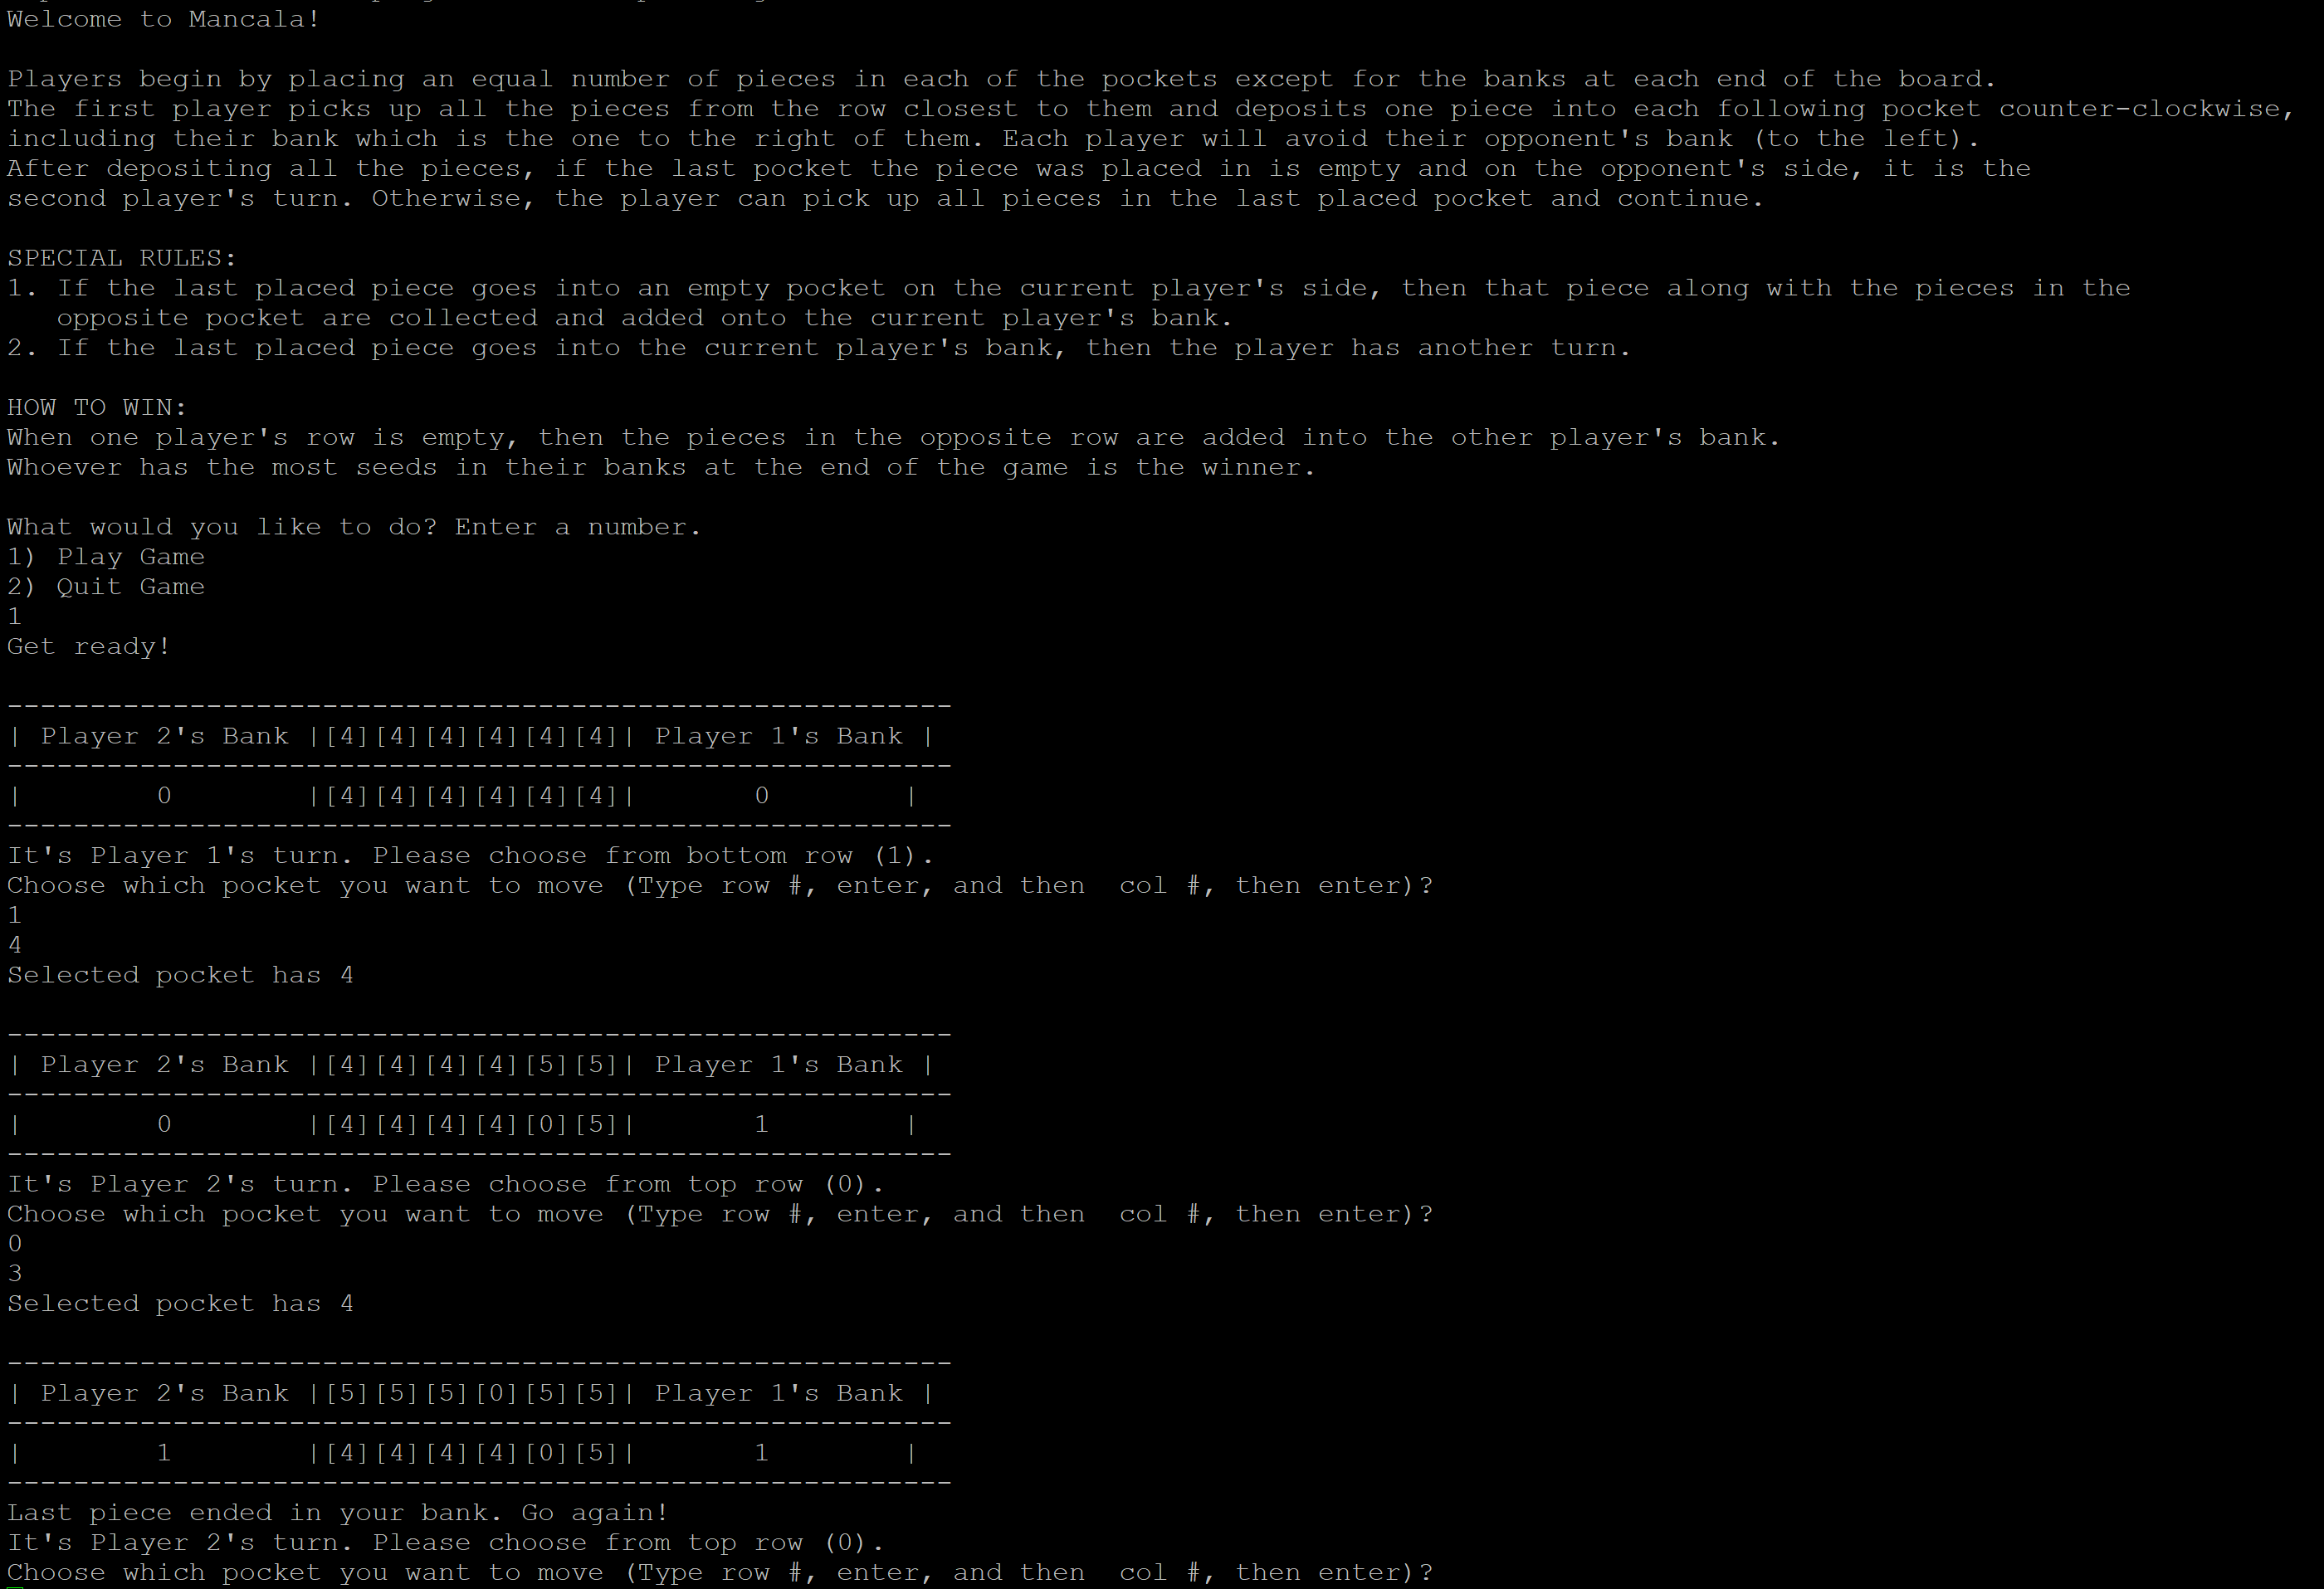 Welcome to Mancala!
Players begin by placing an equal number of pieces in each of the pockets except for the banks at each end of the board.
The first player picks up all the pieces from the row closest to them and deposits one piece into each following pocket counter-clockwise,
including their bank which is the one to the right of them. Each player will avoid their opponent's bank (to the left).
After depositing all the pieces, if the last pocket the piece was placed in is empty and on the opponent's side, it is the
second player's turn. Otherwise, the player can pick up all pieces in the last placed pocket and continue.
SPECIAL RULES:
1. If the last placed piece goes into an empty pocket on the current player's side, then that piece along with the pieces in the
   opposite pocket are collected and added onto the current player's bank.
2. If the last placed piece goes into the current player's bank, then the player has another turn.
HOW TO WIN:
When one player's row is empty, then the pieces in the opposite row are added into the other player's bank.
Whoever has the most seeds in their banks at the end of the game is the winner.
What would you like to do? Enter a number.
1) Play Game
2) Quit Game
1
Get ready!
---------------------------------------------------------
| Player 2's Bank |[4][4][4][4][4][4]| Player 1's Bank |
---------------------------------------------------------
|        0        |[4][4][4][4][4][4]|       0        |
---------------------------------------------------------
It's Player 1's turn. Please choose from bottom row (1).
Choose which pocket you want to move (Type row #, enter, and then  col #, then enter)?
1
4
Selected pocket has 4
---------------------------------------------------------
| Player 2's Bank |[4][4][4][4][5][5]| Player 1's Bank |
---------------------------------------------------------
|        0        |[4][4][4][4][0][5]|       1        |
---------------------------------------------------------
It's Player 2's turn. Please choose from top row (0).
Choose which pocket you want to move (Type row #, enter, and then  col #, then enter)?
0
3
Selected pocket has 4
---------------------------------------------------------
| Player 2's Bank |[5][5][5][0][5][5]| Player 1's Bank |
---------------------------------------------------------
|        1        |[4][4][4][4][0][5]|       1        |
---------------------------------------------------------
Last piece ended in your bank. Go again!
It's Player 2's turn. Please choose from top row (0).
Choose which pocket you want to move (Type row #, enter, and then  col #, then enter)?